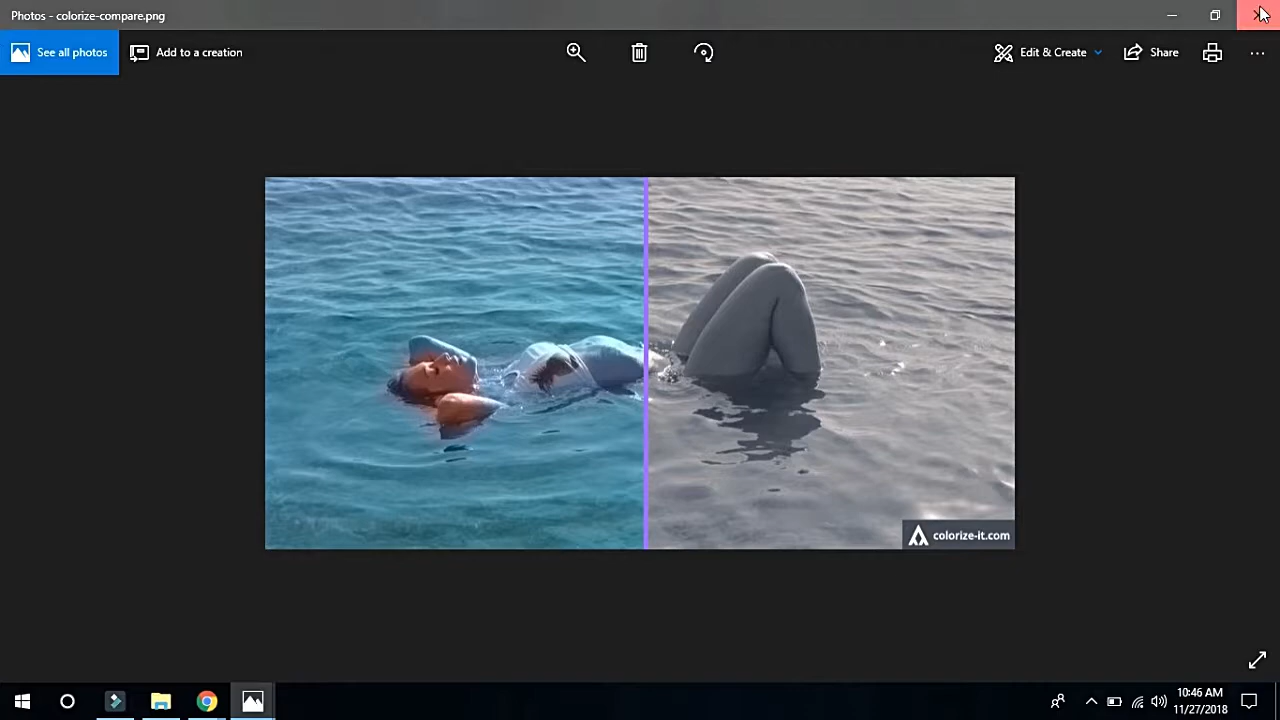 Photos - colorize-compare.png
See all photos
Add to a creation
Edit & Create
Share
colorize-it.com
10:46 AM
11/27/2018